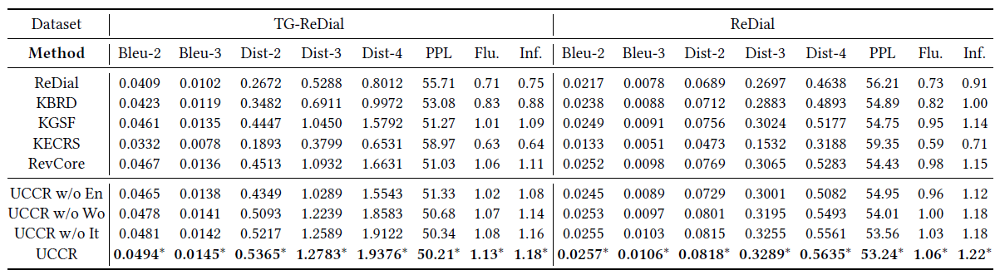 Dataset TG-ReDial ReDial
Method Bleu-2 Bleu-3 Dist-2 Dist-3 Dist-4 PPL Flu. Inf. Bleu-2 Bleu-3 Dist-2 Dist-3 Dist-4 PPL Flu. Inf.
ReDial 0.0409 0.0102 0.2672 0.5288 0.8012 55.71 0.71 0.75 0.0217 0.0078 0.0689 0.2697 0.4638 56.21 0.73 0.91
KBRD 0.0423 0.0119 0.3482 0.6911 0.9972 53.08 0.83 0.88 0.0238 0.0088 0.0712 0.2883 0.4893 54.89 0.82 1.00
KGSF 0.0461 0.0135 0.4447 1.0450 1.5792 51.27 1.01 1.09 0.0249 0.0091 0.0756 0.3024 0.5177 54.75 0.95 1.14
KECRS 0.0332 0.0078 0.1893 0.3799 0.6531 58.97 0.63 0.64 0.0133 0.0051 0.0473 0.1532 0.3188 59.35 0.59 0.71
RevCore 0.0467 0.0136 0.4513 1.0932 1.6631 51.03 1.06 1.11 0.0252 0.0098 0.0769 0.3065 0.5283 54.43 0.98 1.15
UCCR w/o En 0.0465 0.0138 0.4349 1.0289 1.5543 51.33 1.02 1.08 0.0245 0.0089 0.0729 0.3001 0.5082 54.95 0.96 1.12
UCCR w/o Wo 0.0478 0.0141 0.5093 1.2239 1.8583 50.68 1.07 1.14 0.0253 0.0097 0.0801 0.3195 0.5493 54.01 1.00 1.18
UCCR w/o It 0.0481 0.0142 0.5217 1.2589 1.9122 50.34 1.08 1.16 0.0255 0.0103 0.0815 0.3255 0.5561 53.56 1.03 1.18
UCCR 0.0494* 0.0145* 0.5365* 1.2783* 1.9376* 50.21* 1.13* 1.18* 0.0257* 0.0106* 0.0818* 0.3289* 0.5635* 53.24* 1.06* 1.22*